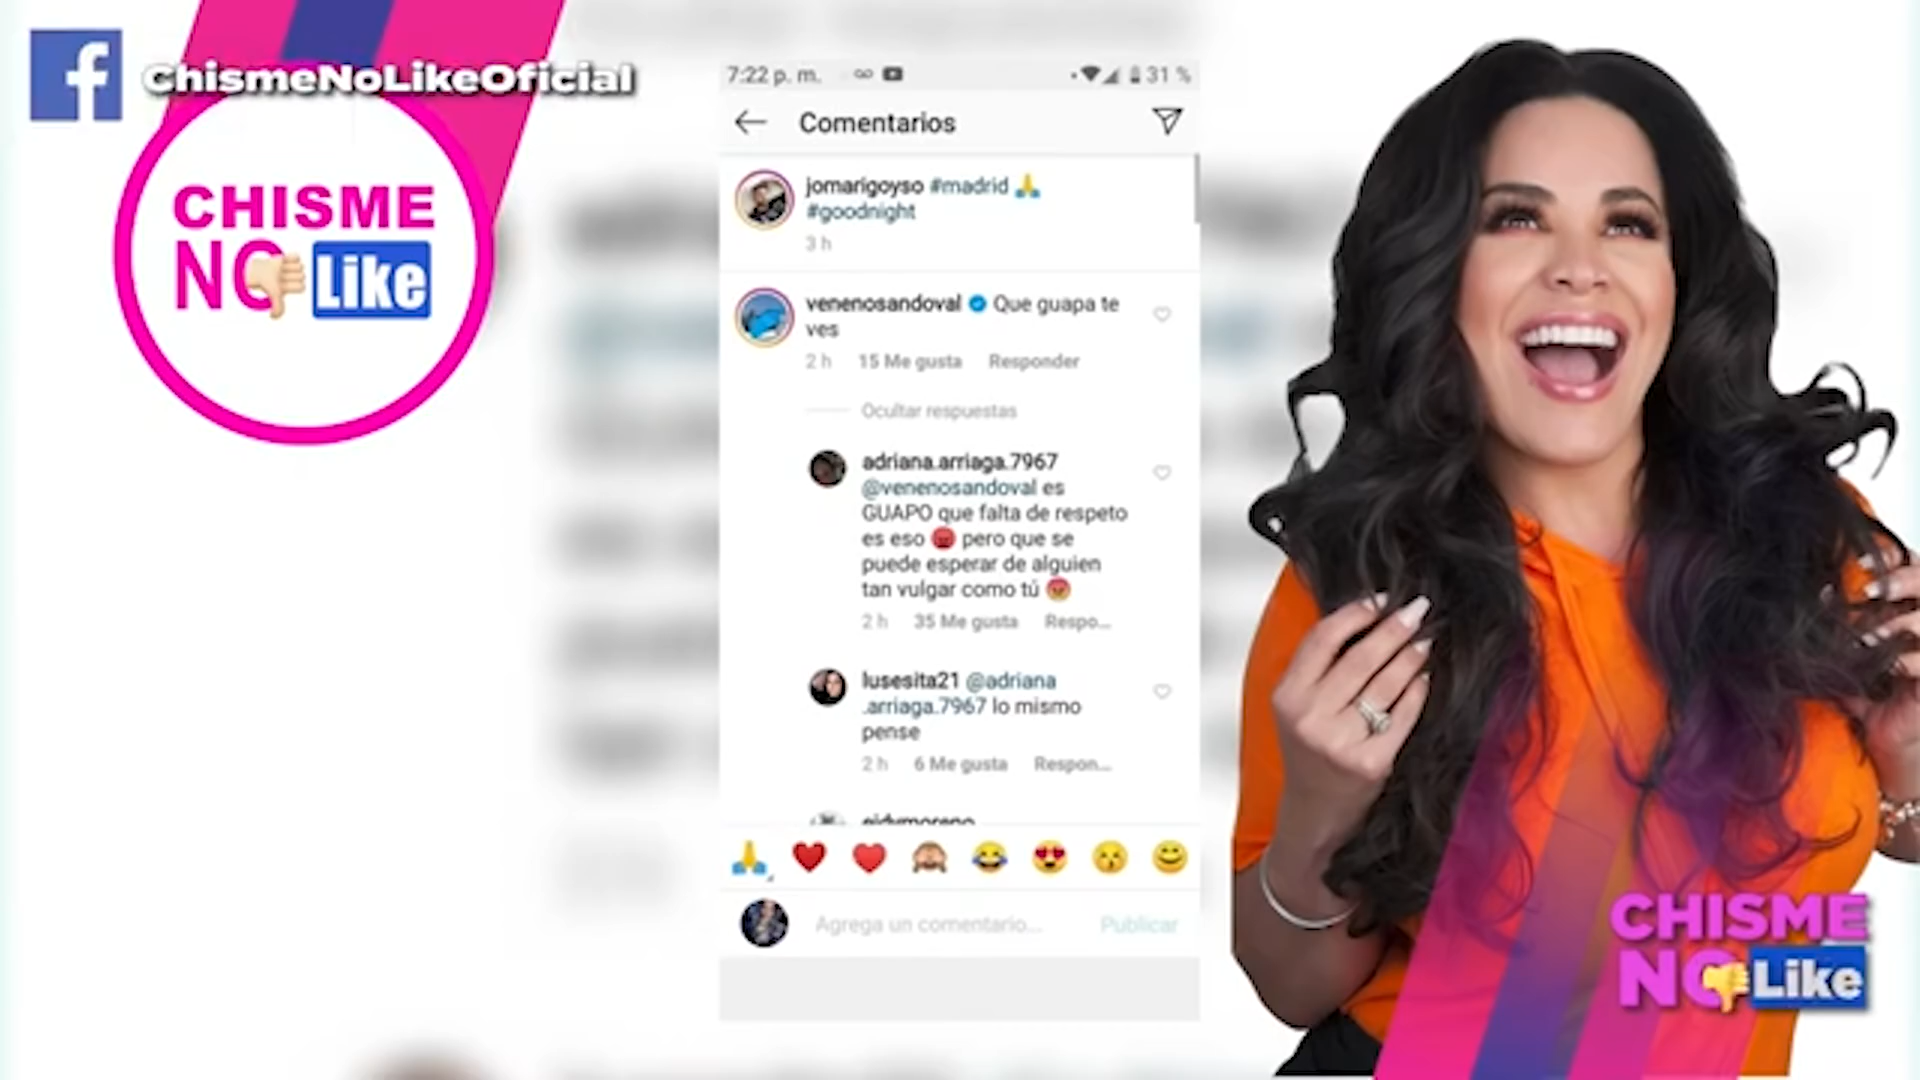 ChismeNoLikeOficial
CHISME
NO
Like
7:22 p. m.
31 %
Comentarios
jomarigoyso #madrid 🙏
#goodnight
3 h
venenosandoval Que guapa te
ves
2 h 15 Me gusta Responder
Ocultar respuestas
adriana.arriaga.7967
@venenosandoval es
GUAPO que falta de respeto
es eso 😡 pero que se
puede esperar de alguien
tan vulgar como tú 😡
2 h 35 Me gusta Respo...
lusesita21 @adriana
.arriaga.7967 lo mismo
pense
2 h 6 Me gusta Respon...
Agrega un comentario... Publicar
CHISME
NO Like